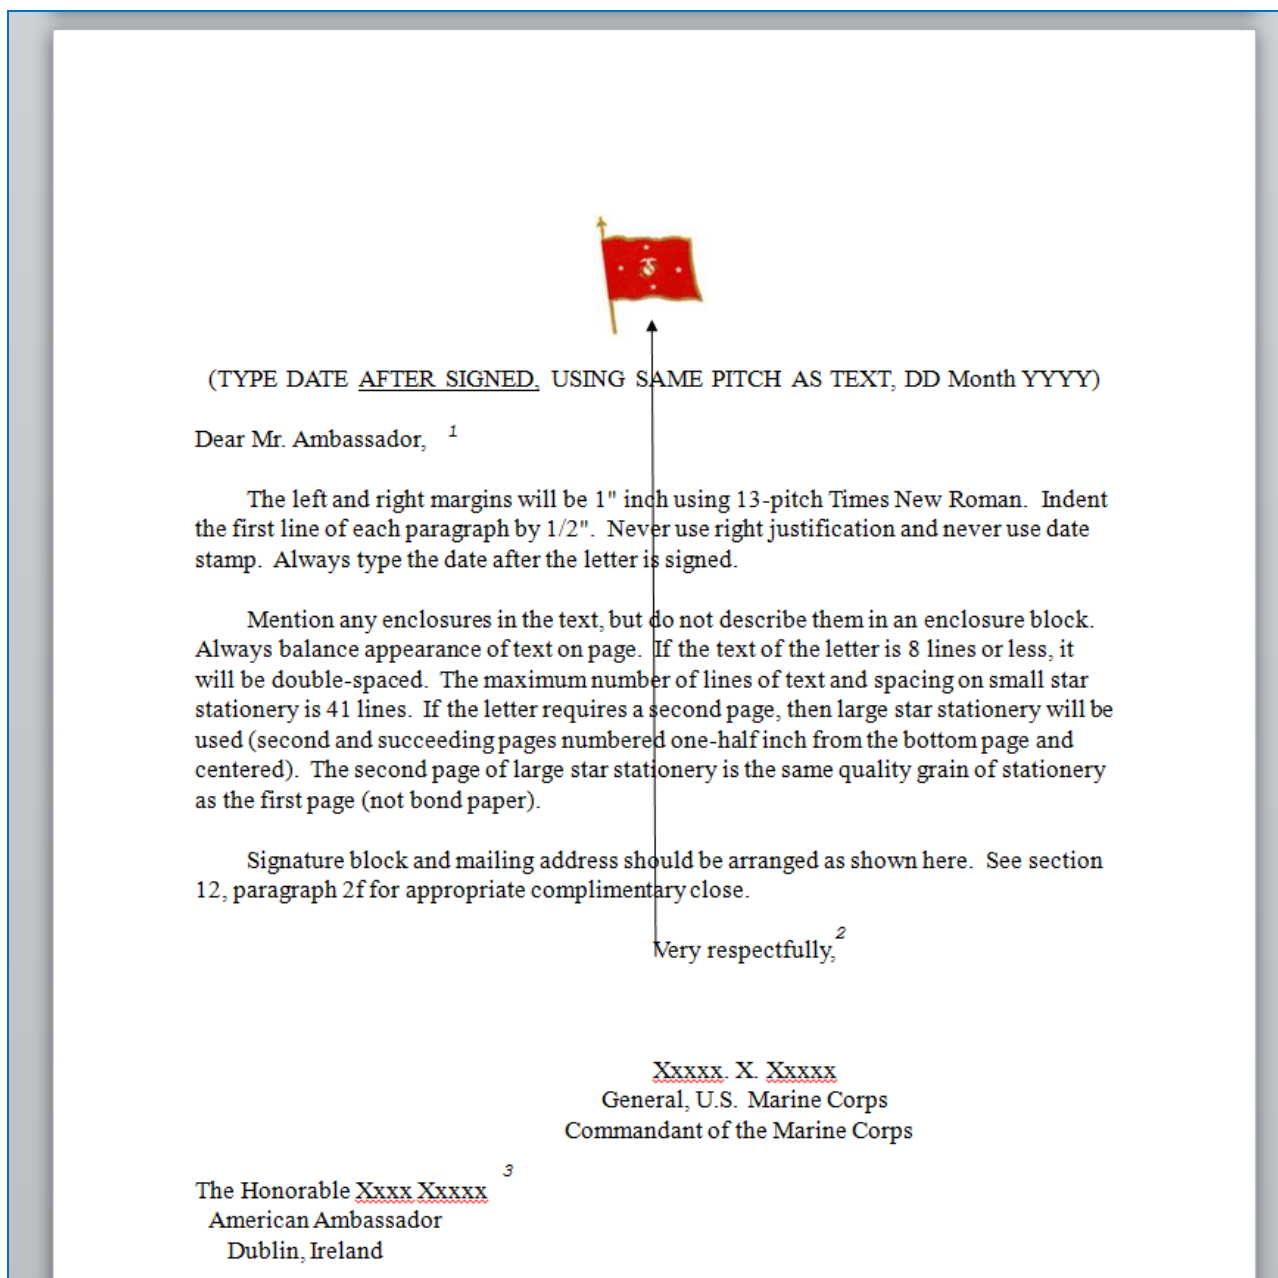 (TYPE DATE AFTER SIGNED, USING SAME PITCH AS TEXT, DD Month YYYY)
Dear Mr. Ambassador, 1
The left and right margins will be 1" inch using 13-pitch Times New Roman. Indent
the first line of each paragraph by 1/2". Never use right justification and never use date
stamp. Always type the date after the letter is signed.
Mention any enclosures in the text, but do not describe them in an enclosure block.
Always balance appearance of text on page. If the text of the letter is 8 lines or less, it
will be double-spaced. The maximum number of lines of text and spacing on small star
stationery is 41 lines. If the letter requires a second page, then large star stationery will be
used (second and succeeding pages numbered one-half inch from the bottom page and
centered). The second page of large star stationery is the same quality grain of stationery
as the first page (not bond paper).
Signature block and mailing address should be arranged as shown here. See section
12, paragraph 2f for appropriate complimentary close.
Very respectfully, 2
Xxxxx. X. Xxxxx
General, U.S. Marine Corps
Commandant of the Marine Corps
The Honorable Xxxx Xxxxx 3
American Ambassador
Dublin, Ireland